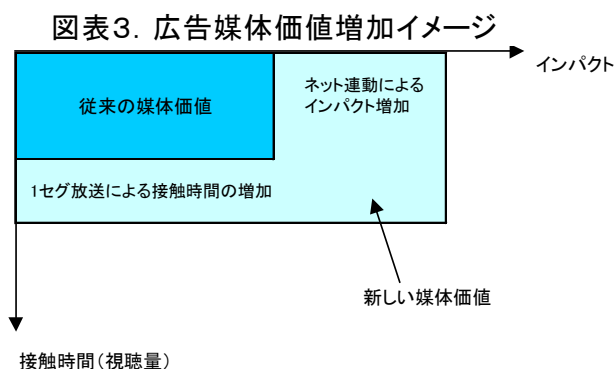 図表3．広告媒体価値増加イメージ
インパクト
ネット連動による
インパクト増加
従来の媒体価値
1セグ放送による接触時間の増加
新しい媒体価値
接触時間（視聴量）